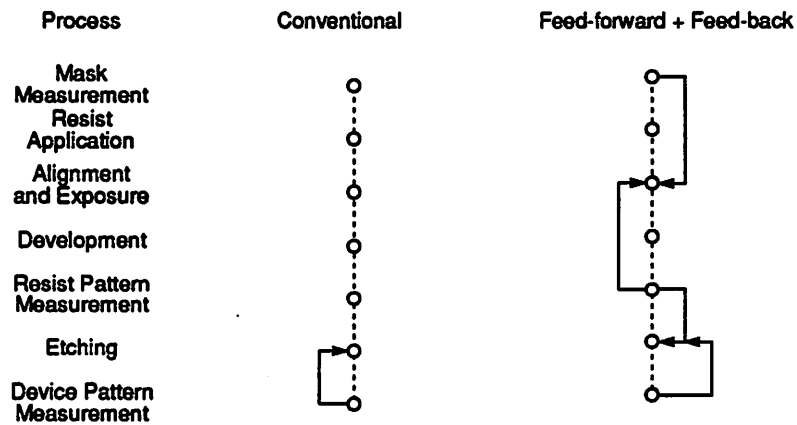 Process Conventional Feed-forward + Feed-back
Mask
Measurement
Resist
Application
Alignment
and Exposure
Development
Resist Pattern
Measurement
Etching
Device Pattern
Measurement